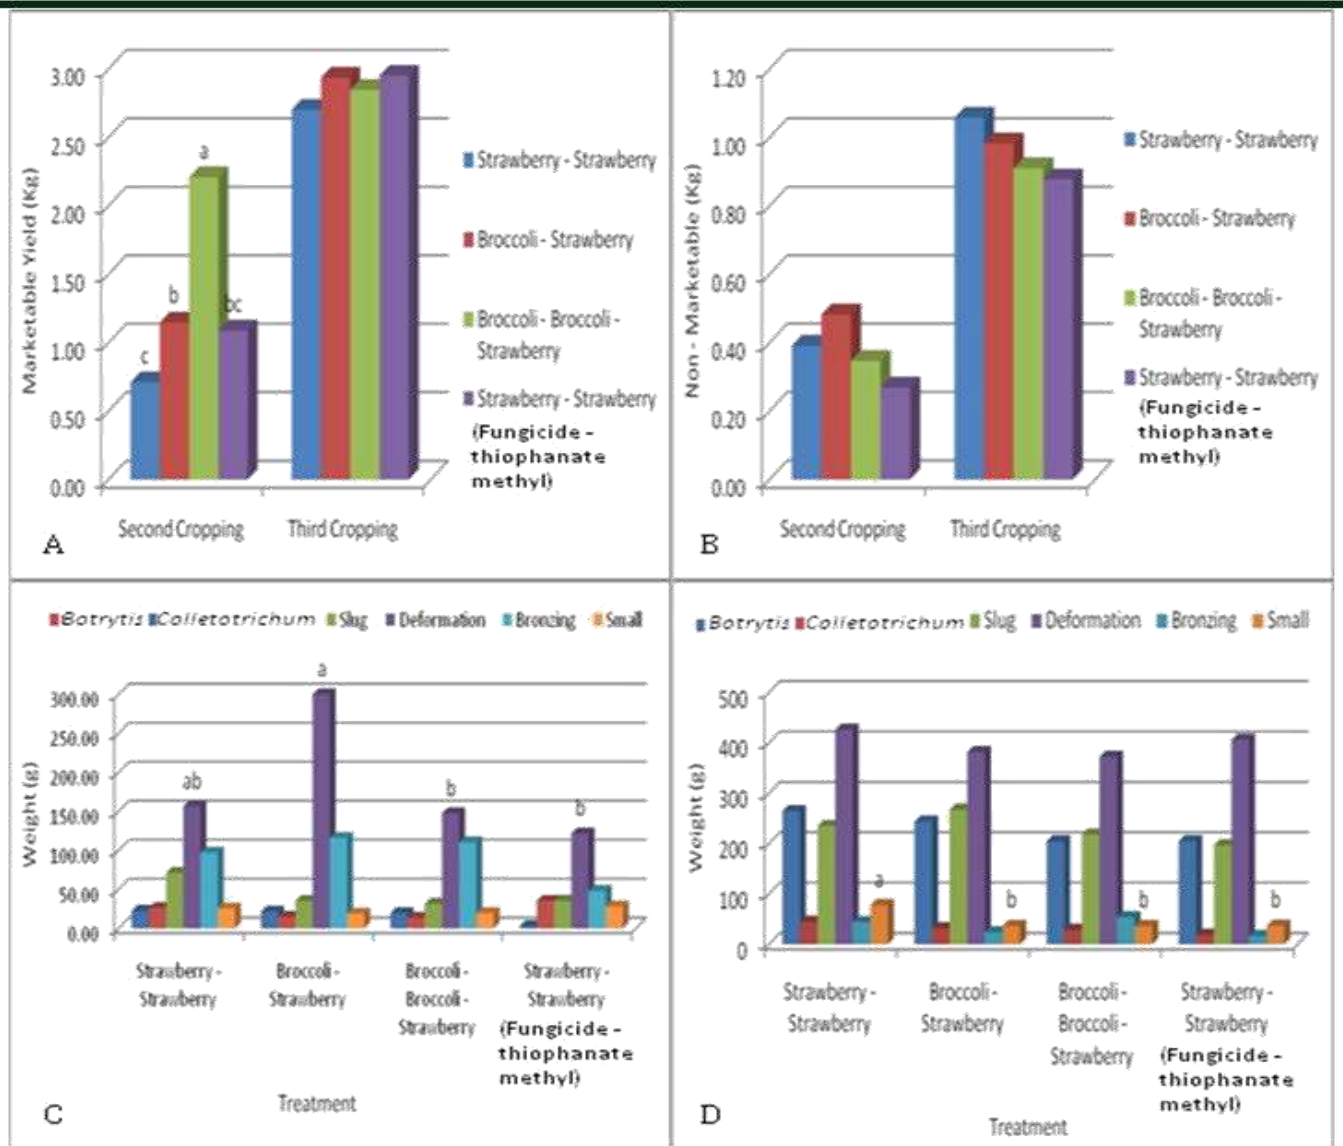 3.00
2.50
2.00
1.50
1.00
0.50
0.00
Marketable Yield (Kg)
c
b
a
bc
Second Cropping
Third Cropping
Strawberry - Strawberry
Broccoli - Strawberry
Broccoli - Broccoli -
Strawberry
Strawberry - Strawberry
(Fungicide -
thiophanate
methyl)
A
1.20
1.00
0.80
0.60
0.40
0.20
0.00
Non - Marketable (Kg)
Second Cropping
Third Cropping
Strawberry - Strawberry
Broccoli - Strawberry
Broccoli - Broccoli -
Strawberry
Strawberry - Strawberry
(Fungicide -
thiophanate
methyl)
B
Botrytis Colletotrichum Slug Deformation Bronzing Small
300.00
250.00
200.00
150.00
100.00
50.00
0.00
Weight (g)
ab
a
b
b
Strawberry -
Strawberry
Broccoli -
Strawberry
Broccoli -
Broccoli -
Strawberry
Strawberry -
Strawberry
(Fungicide -
thiophanate
methyl)
Treatment
C
Botrytis Colletotrichum Slug Deformation Bronzing Small
500
400
300
200
100
0
Weight (g)
a
b
b
b
Strawberry -
Strawberry
Broccoli -
Strawberry
Broccoli -
Broccoli -
Strawberry
Strawberry -
Strawberry
(Fungicide -
thiophanate
methyl)
Treatment
D